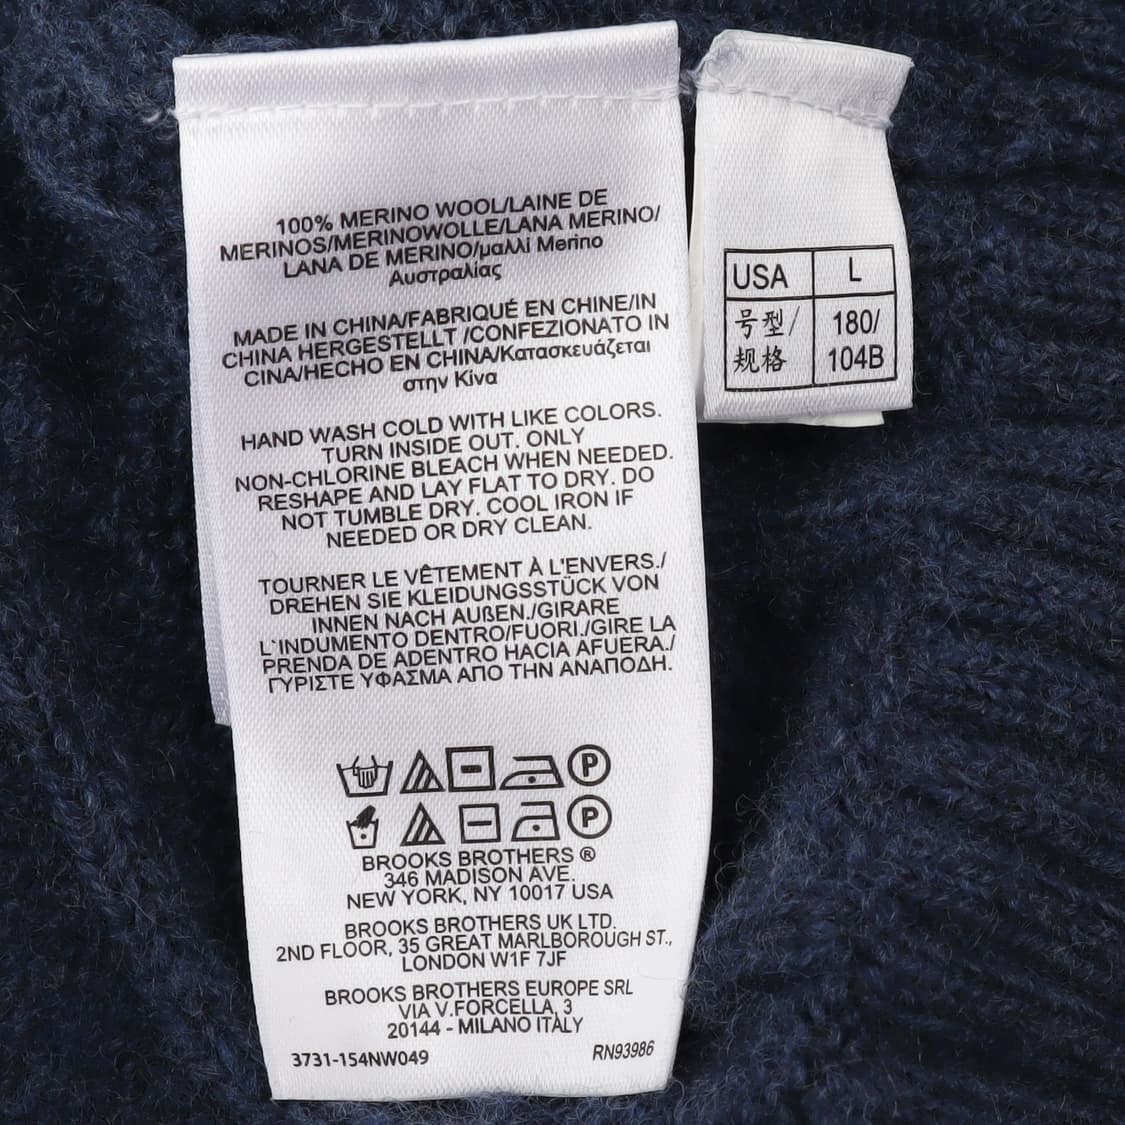 100% MERINO WOOL/LAINE DE
MERINOS/MERINOWOLLE/LANA MERINO/
LANA DE MERINO/μαλλί Merino
Αυστραλίας
MADE IN CHINA/FABRIQUÉ EN CHINE/IN
CHINA HERGESTELLT /CONFEZIONATO IN
CINA/HECHO EN CHINA/Κατασκευάζεται
στην Κίνα
HAND WASH COLD WITH LIKE COLORS.
TURN INSIDE OUT. ONLY
NON-CHLORINE BLEACH WHEN NEEDED.
RESHAPE AND LAY FLAT TO DRY. DO
NOT TUMBLE DRY. COOL IRON IF
NEEDED OR DRY CLEAN.
TOURNER LE VÊTEMENT À L'ENVERS./
DREHEN SIE KLEIDUNGSSTÜCK VON
INNEN NACH AUßEN./GIRARE
L`INDUMENTO DENTRO/FUORI./GIRE LA
PRENDA DE ADENTRO HACIA AFUERA./
ΓΥΡΙΣΤΕ ΥΦΑΣΜΑ ΑΠΟ ΤΗΝ ΑΝΑΠΟΔΗ.
P
P
BROOKS BROTHERS ®
346 MADISON AVE.
NEW YORK, NY 10017 USA
BROOKS BROTHERS UK LTD.
2ND FLOOR, 35 GREAT MARLBOROUGH ST.,
LONDON W1F 7JF
BROOKS BROTHERS EUROPE SRL
VIA V.FORCELLA, 3
20144 - MILANO ITALY
3731-154NW049 RN93986
USA L
号型/ 180/
规格 104B